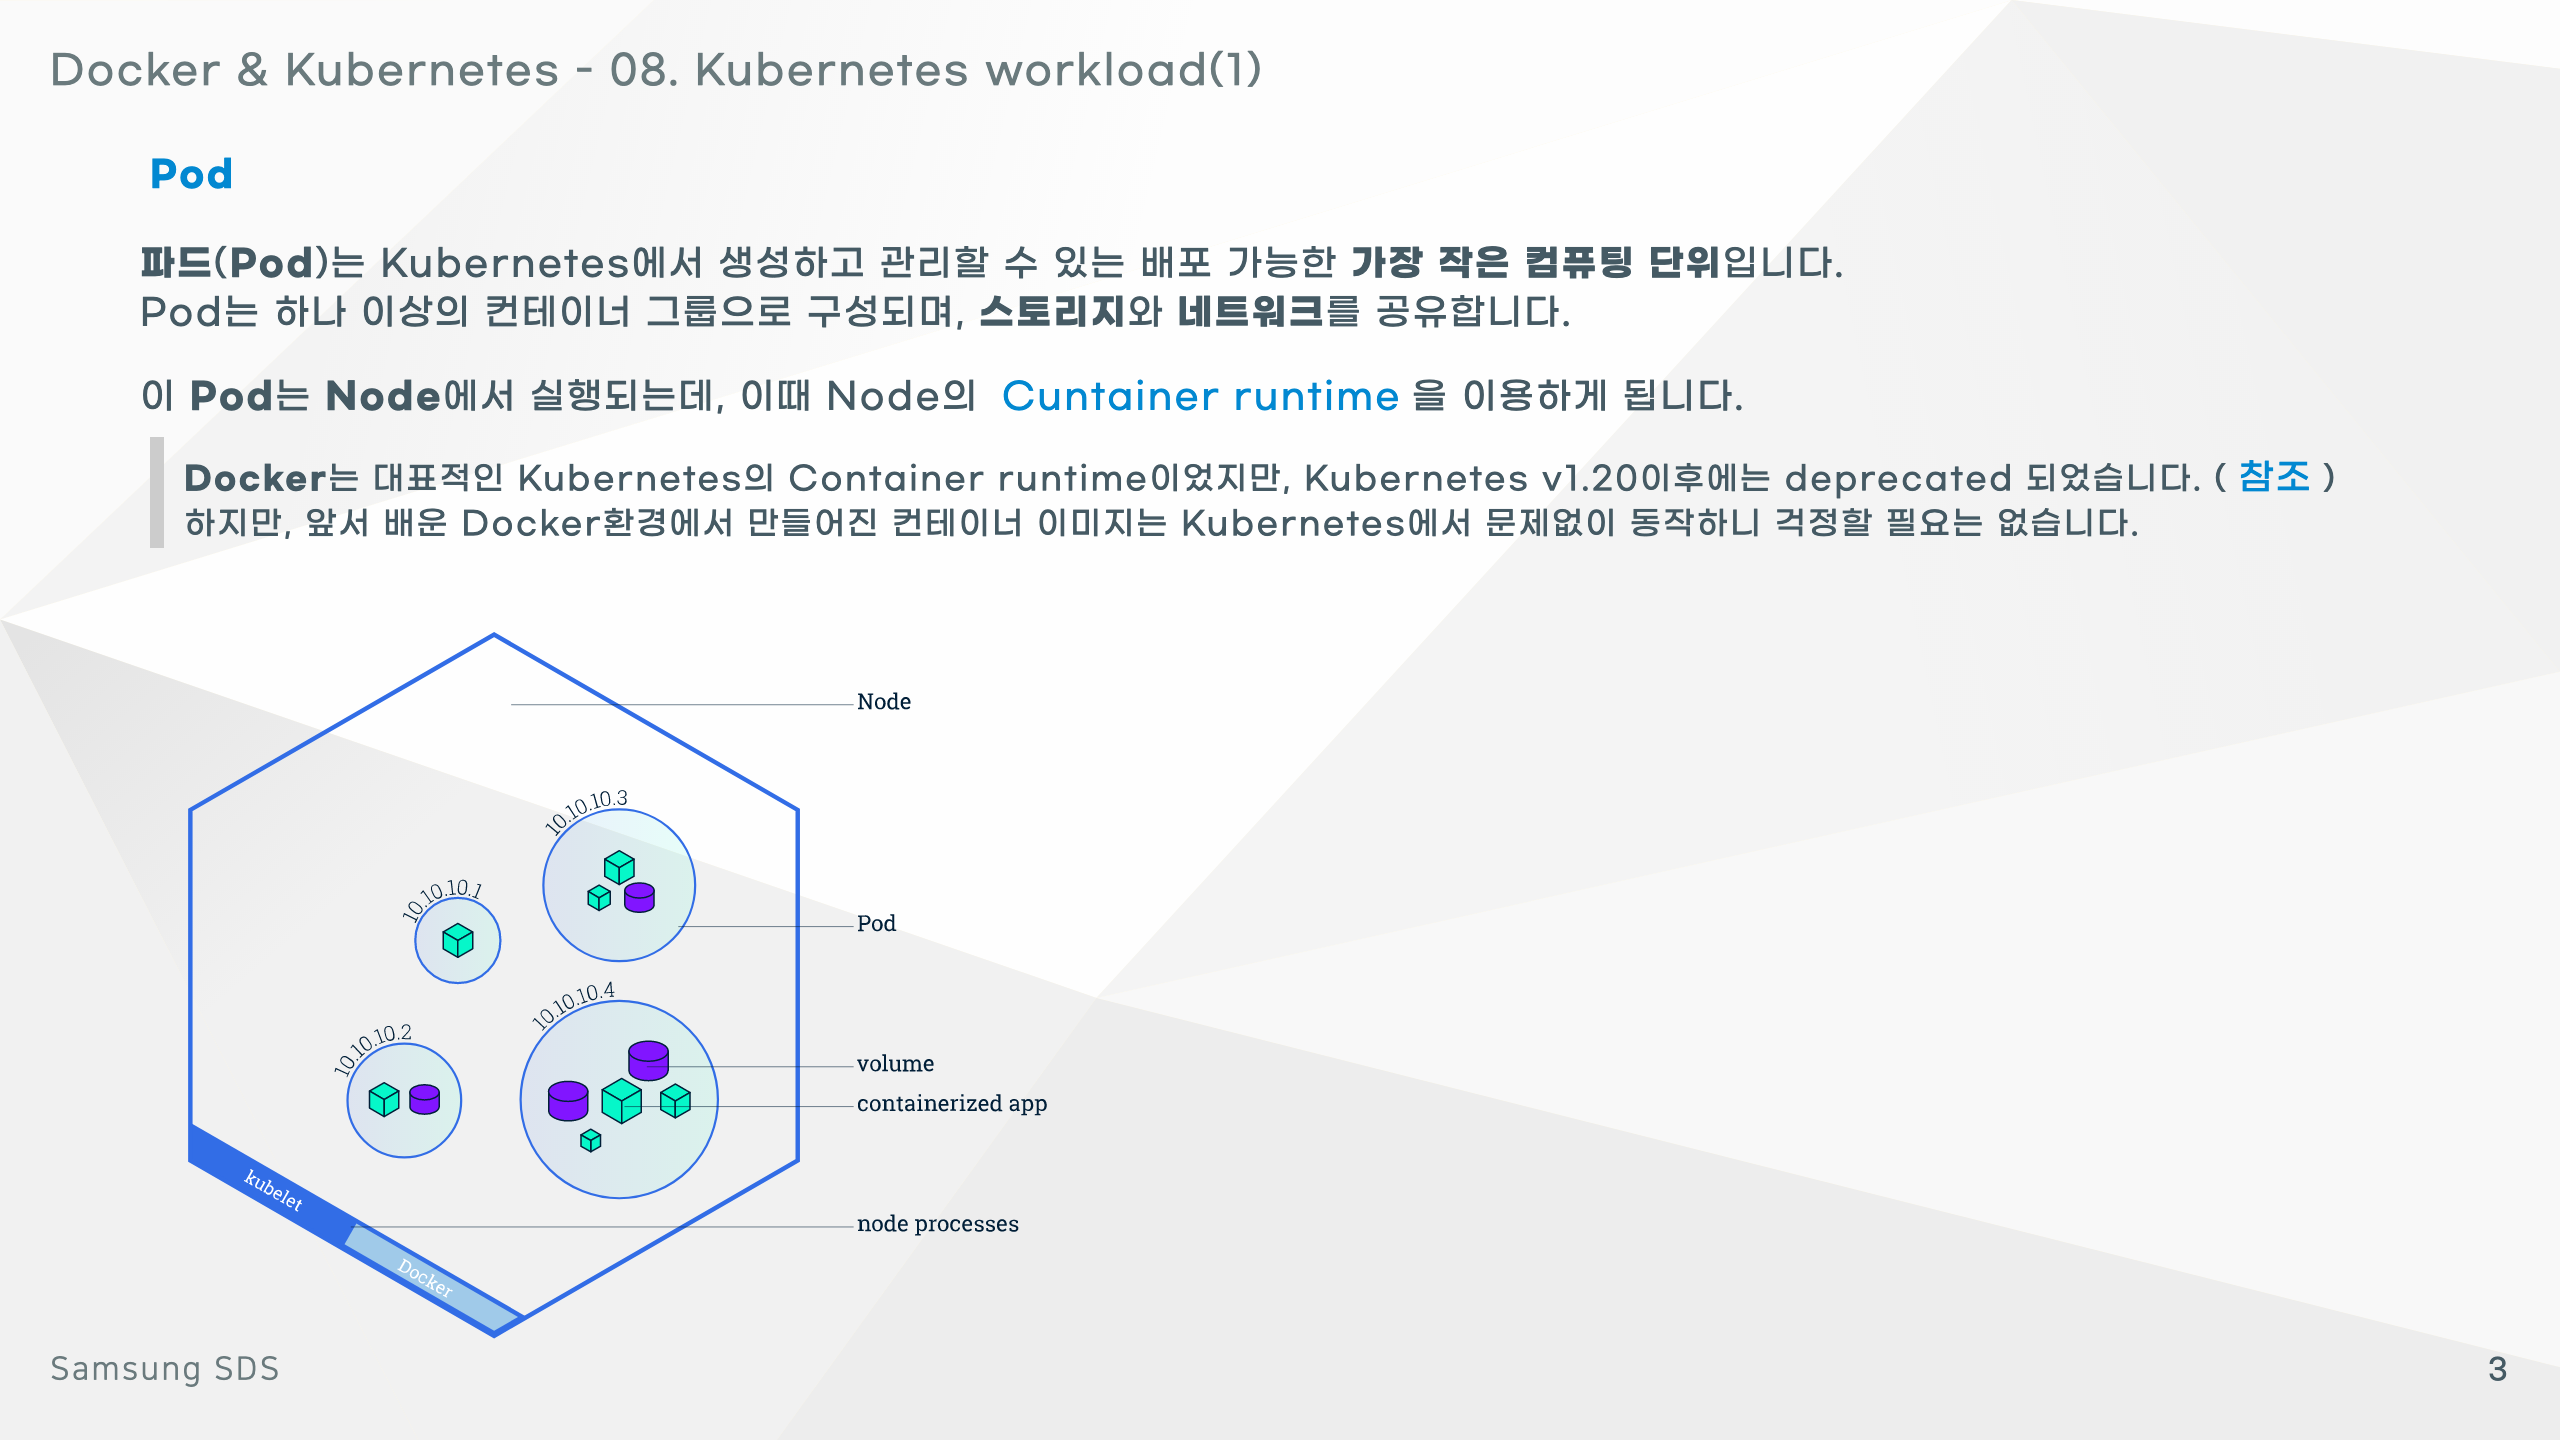 Docker & Kubernetes - 08. Kubernetes workload(1)
Pod
파드(Pod)는 Kubernetes에서 생성하고 관리할 수 있는 배포 가능한 가장 작은 컴퓨팅 단위입니다.
Pod는 하나 이상의 컨테이너 그룹으로 구성되며, 스토리지와 네트워크를 공유합니다.
이 Pod는 Node에서 실행되는데, 이때 Node의 Cuntainer runtime 을 이용하게 됩니다.
Docker는 대표적인 Kubernetes의 Container runtime이었지만, Kubernetes v1.20이후에는 deprecated 되었습니다. ( 참조 )
하지만, 앞서 배운 Docker환경에서 만들어진 컨테이너 이미지는 Kubernetes에서 문제없이 동작하니 걱정할 필요는 없습니다.
Node
10.10.10.3
10.10.10.1
Pod
10.10.10.4
10.10.10.2
volume
containerized app
kubelet
node processes
Docker
Samsung SDS
3